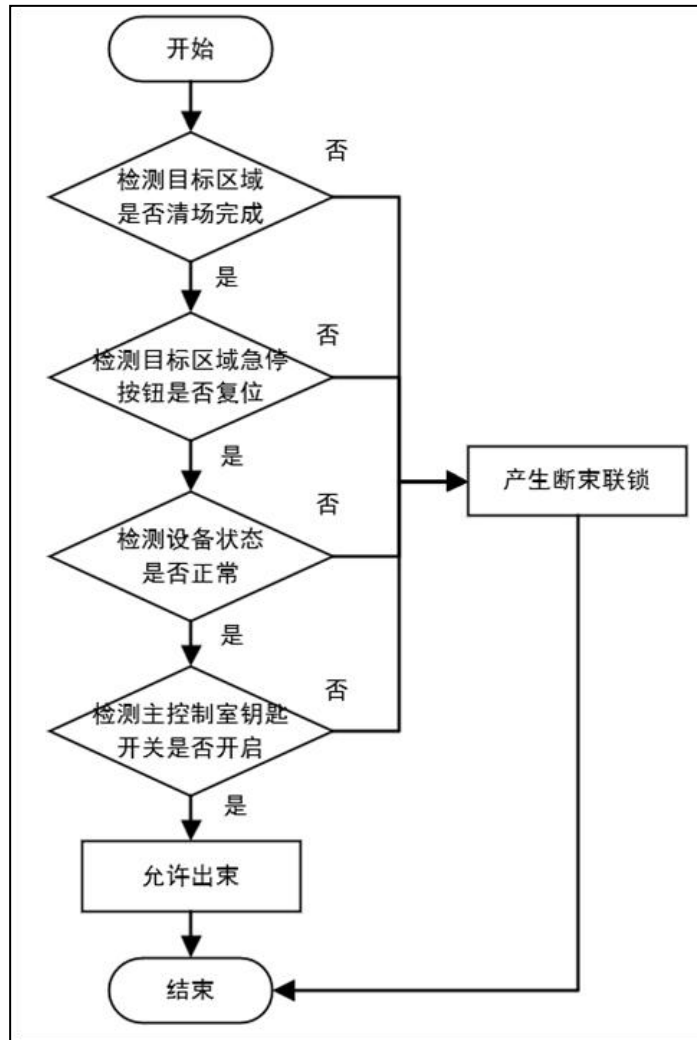 开始
否
检测目标区域
是否清场完成
是
否
检测目标区域急停
按钮是否复位
是
产生断束联锁
否
检测设备状态
是否正常
是
否
检测主控制室钥匙
开关是否开启
是
允许出束
结束